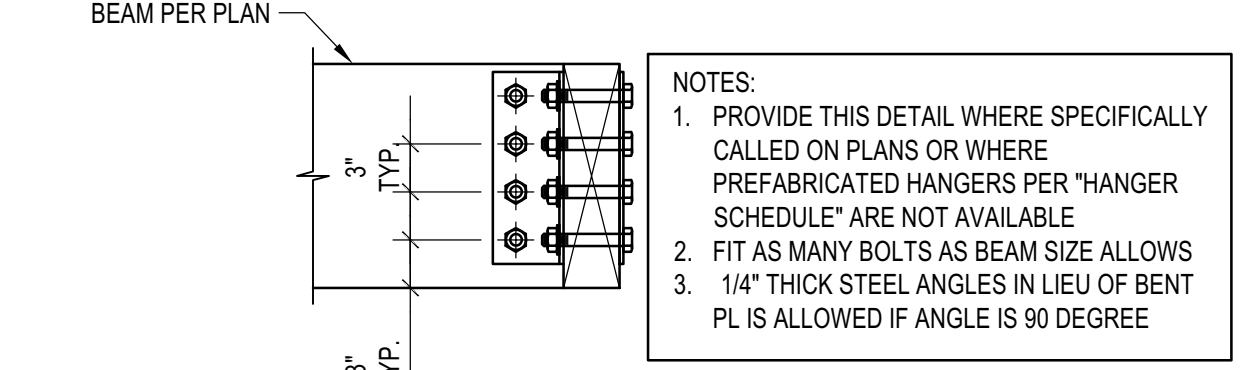 BEAM PER PLAN
3"
TYP.
NOTES:
1. PROVIDE THIS DETAIL WHERE SPECIFICALLY
CALLED ON PLANS OR WHERE
PREFABRICATED HANGERS PER "HANGER
SCHEDULE" ARE NOT AVAILABLE
2. FIT AS MANY BOLTS AS BEAM SIZE ALLOWS
3. 1/4" THICK STEEL ANGLES IN LIEU OF BENT
PL IS ALLOWED IF ANGLE IS 90 DEGREE